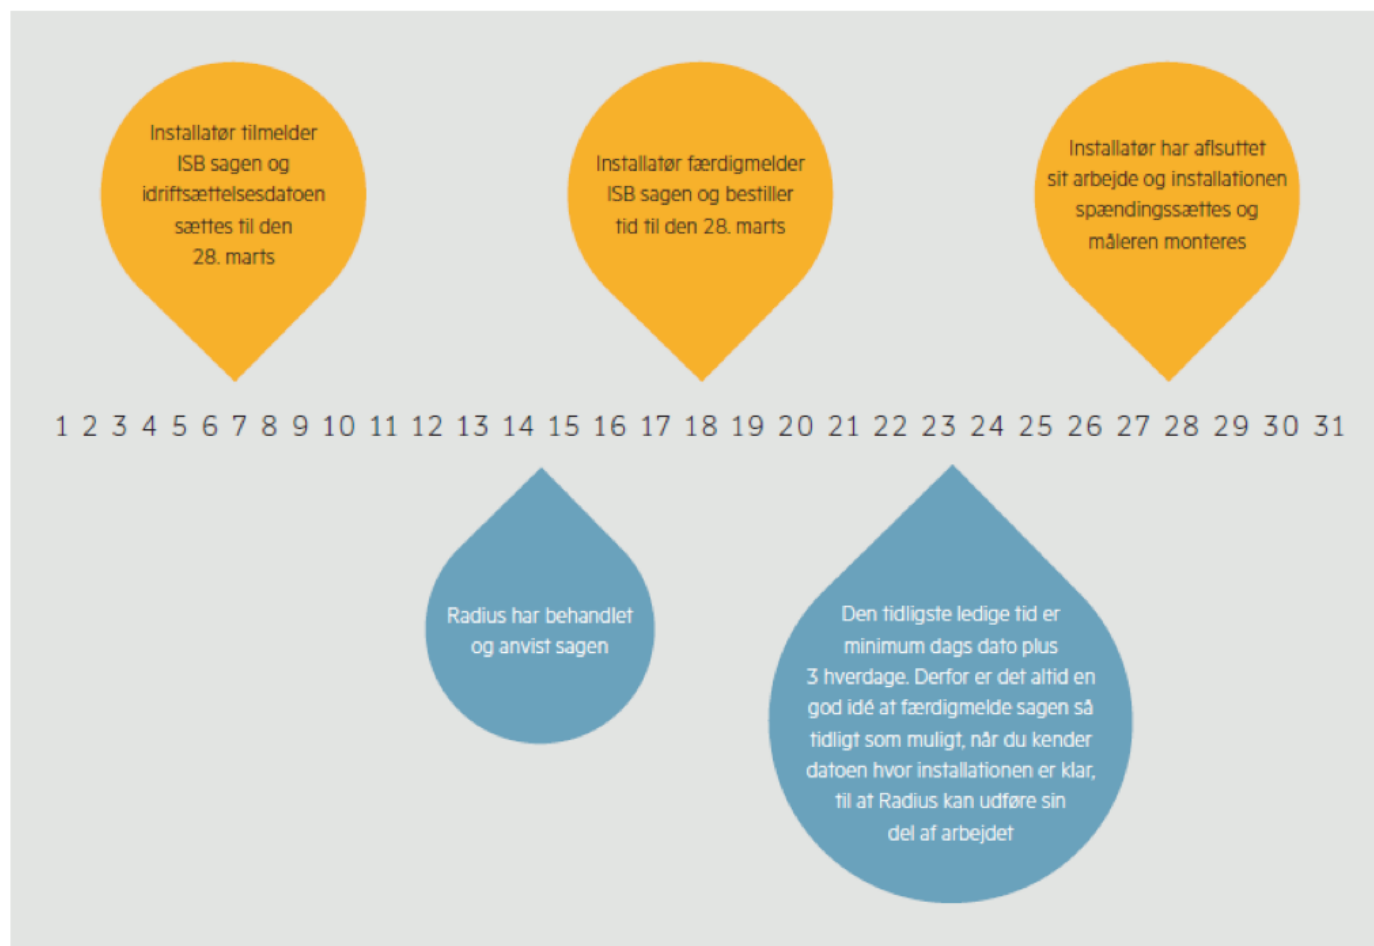 Installatør tilmelder
ISB sagen og
idriftsættelsesdatoen
sættes til den
28. marts
Installatør færdigmelder
ISB sagen og bestiller
tid til den 28. marts
Installatør har aflsuttet
sit arbejde og installationen
spændingssættes og
måleren monteres
1 2 3 4 5 6 7 8 9 10 11 12 13 14 15 16 17 18 19 20 21 22 23 24 25 26 27 28 29 30 31
Radius har behandlet
og anvist sagen
Den tidligste ledige tid er
minimum dags dato plus
3 hverdage. Derfor er det altid en
god idé at færdigmelde sagen så
tidligt som muligt, når du kender
datoen hvor installationen er klar,
til at Radius kan udføre sin
del af arbejdet